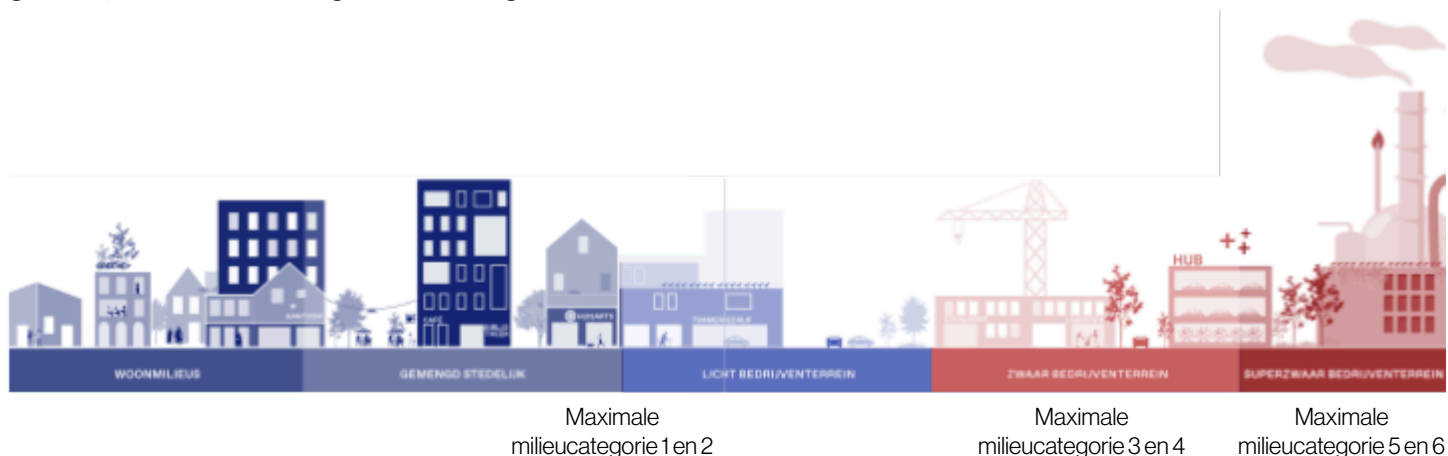 HUB
CAFÉ
WOONMILIEUS
GEMENGD STEDELIJK
LICHT BEDRIJVENTERREIN
ZWAAR BEDRIJVENTERREIN
SUPERZWAAR BEDRIJVENTERREIN
Maximale
milieucategorie 1 en 2
Maximale
milieucategorie 3 en 4
Maximale
milieucategorie 5 en 6